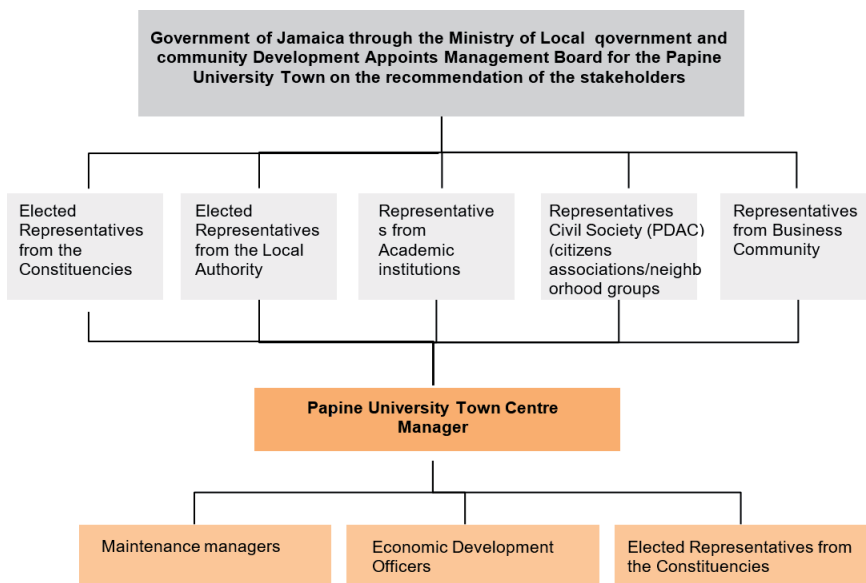 Government of Jamaica through the Ministry of Local qovernment and
community Development Appoints Management Board for the Papine
University Town on the recommendation of the stakeholders
Elected
Representatives
from the
Constituencies
Elected
Representatives
from the Local
Authority
Representative
s from
Academic
institutions
Representatives
Civil Society (PDAC)
(citizens
associations/neighb
orhood groups
Representatives
from Business
Community
Papine University Town Centre
Manager
Maintenance managers
Economic Development
Officers
Elected Representatives from
the Constituencies